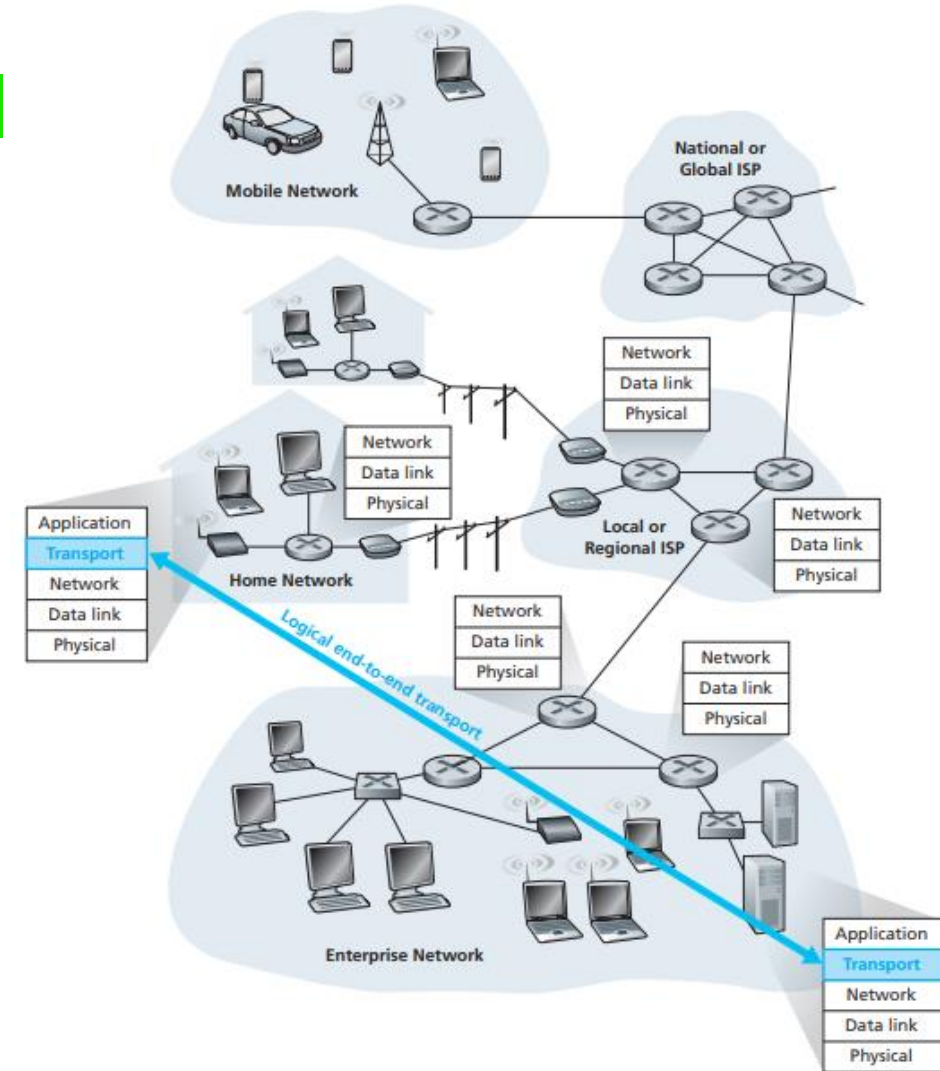 Mobile Network
National or
Global ISP
Network
Data link
Physical
Network
Data link
Physical
Local or
Regional ISP
Network
Data link
Physical
Application
Transport
Network
Data link
Physical
Home Network
Logical end-to-end transport
Network
Data link
Physical
Network
Data link
Physical
Enterprise Network
Application
Transport
Network
Data link
Physical